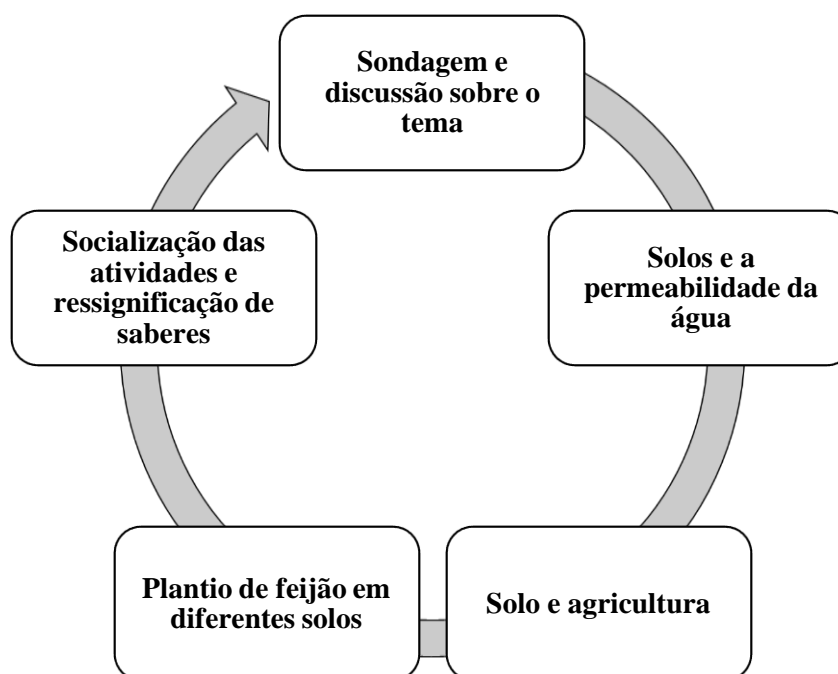 Sondagem e
discussão sobre o
tema
Solos e a
permeabilidade da
água
Solo e agricultura
Plantio de feijão em
diferentes solos
Socialização das
atividades e
ressignificação de
saberes